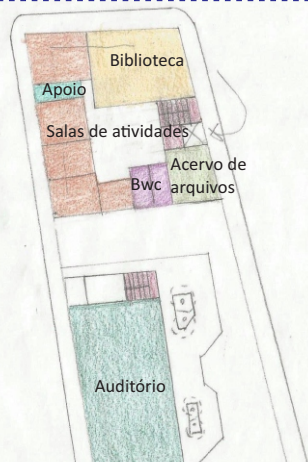 Biblioteca
Apoio
Salas de atividades
Acervo de
Bwc arquivos
Auditório